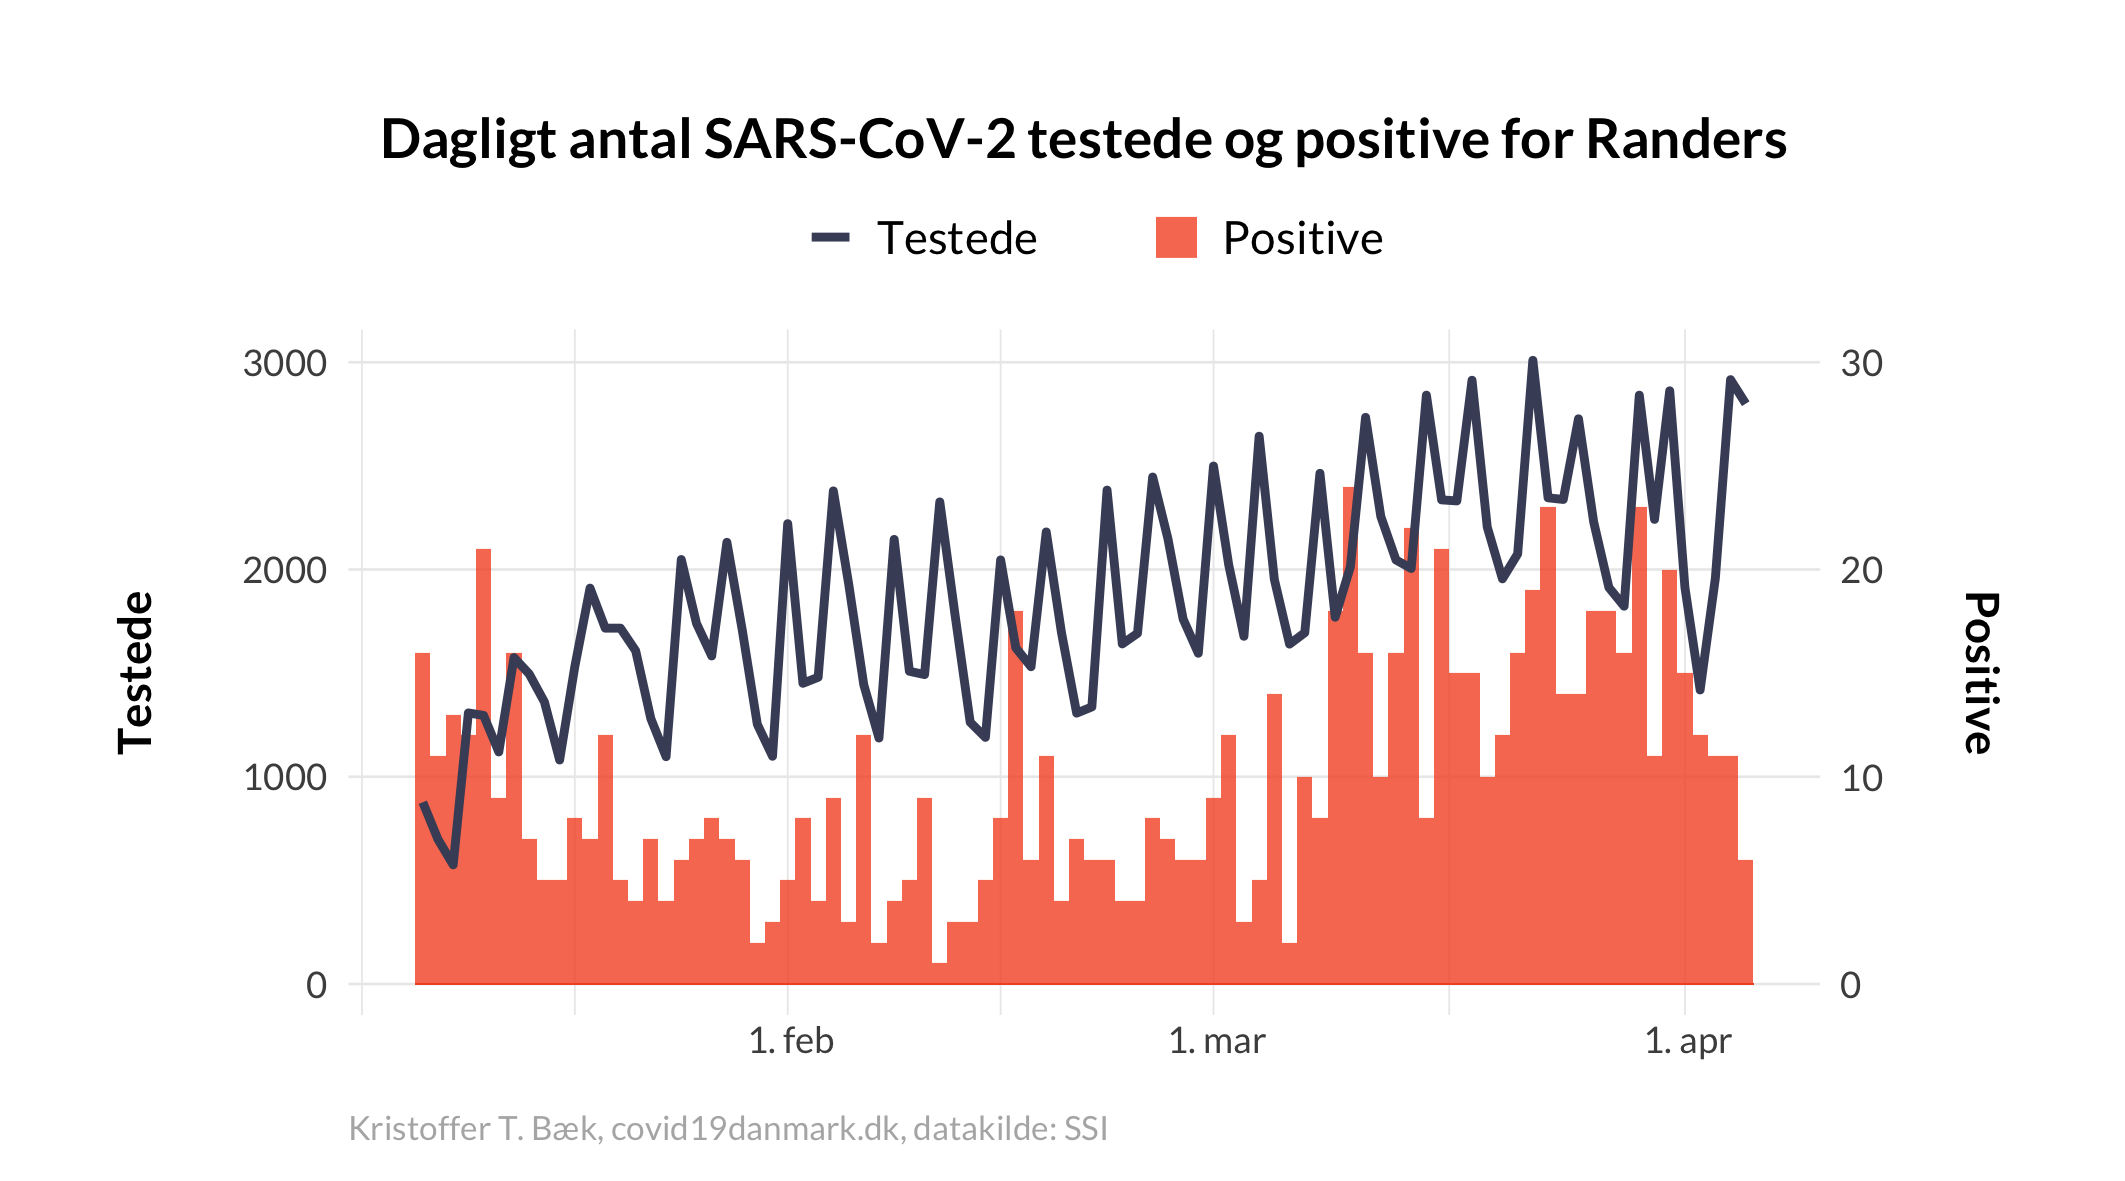 Dagligt antal SARS-CoV-2 testede og positive for Randers
Testede
Positive
3000
2000
1000
0
Testede
30
20
10
0
Positive
1. feb
1. mar
1. apr
Kristoffer T. Bæk, covid19danmark.dk, datakilde: SSI